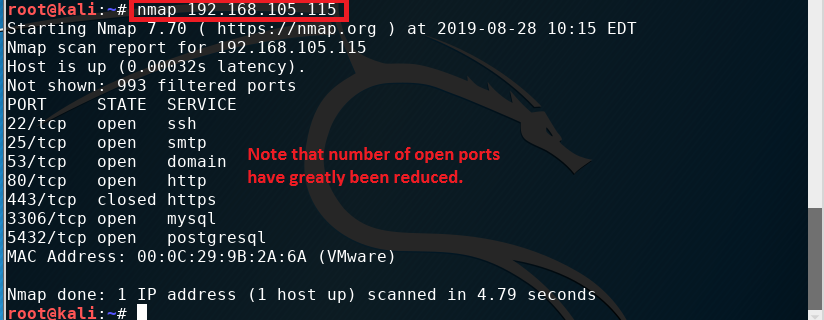 root@kali:~# nmap 192.168.105.115
Starting Nmap 7.70 ( https://nmap.org ) at 2019-08-28 10:15 EDT
Nmap scan report for 192.168.105.115
Host is up (0.00032s latency).
Not shown: 993 filtered ports
PORT     STATE  SERVICE
22/tcp   open   ssh
25/tcp   open   smtp
53/tcp   open   domain
80/tcp   open   http
443/tcp  closed https
3306/tcp open   mysql
5432/tcp open   postgresql
MAC Address: 00:0C:29:9B:2A:6A (VMware)
Note that number of open ports
have greatly been reduced.
Nmap done: 1 IP address (1 host up) scanned in 4.79 seconds
root@kali:~#